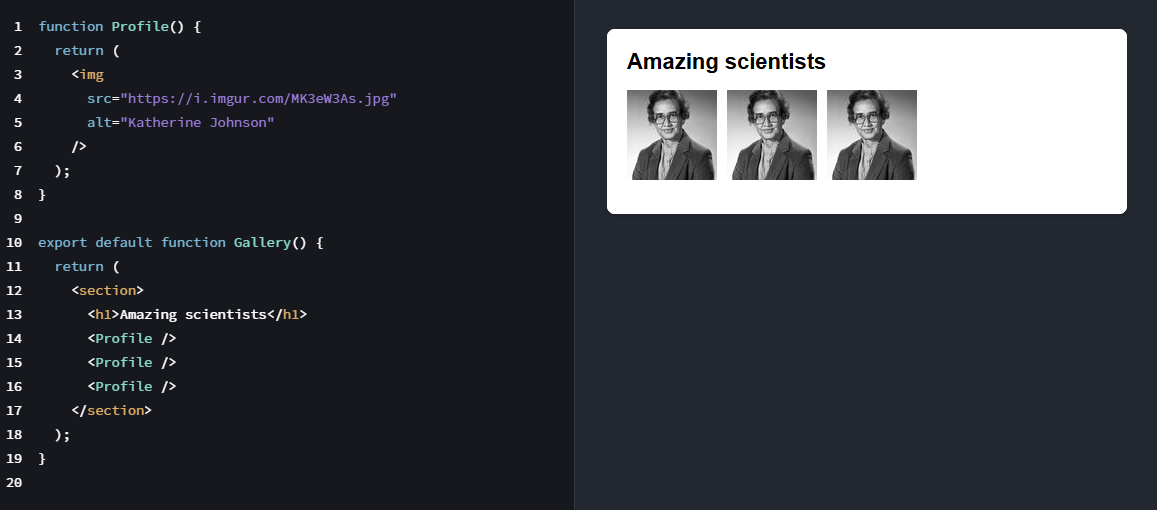 1 function Profile() {
2   return (
3     <img
4       src="https://i.imgur.com/MK3eW3As.jpg"
5       alt="Katherine Johnson"
6     />
7   );
8 }
9
10 export default function Gallery() {
11   return (
12     <section>
13       <h1>Amazing scientists</h1>
14       <Profile />
15       <Profile />
16       <Profile />
17     </section>
18   );
19 }
20
Amazing scientists